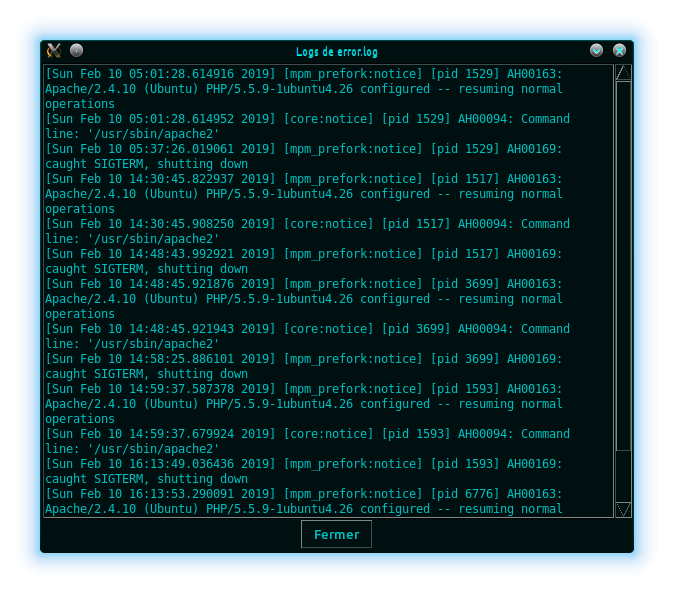 Logs de error.log
[Sun Feb 10 05:01:28.614916 2019] [mpm_prefork:notice] [pid 1529] AH00163:
Apache/2.4.10 (Ubuntu) PHP/5.5.9-1ubuntu4.26 configured -- resuming normal
operations
[Sun Feb 10 05:01:28.614952 2019] [core:notice] [pid 1529] AH00094: Command
line: '/usr/sbin/apache2'
[Sun Feb 10 05:37:26.019061 2019] [mpm_prefork:notice] [pid 1529] AH00169:
caught SIGTERM, shutting down
[Sun Feb 10 14:30:45.822937 2019] [mpm_prefork:notice] [pid 1517] AH00163:
Apache/2.4.10 (Ubuntu) PHP/5.5.9-1ubuntu4.26 configured -- resuming normal
operations
[Sun Feb 10 14:30:45.908250 2019] [core:notice] [pid 1517] AH00094: Command
line: '/usr/sbin/apache2'
[Sun Feb 10 14:48:43.992921 2019] [mpm_prefork:notice] [pid 1517] AH00169:
caught SIGTERM, shutting down
[Sun Feb 10 14:48:45.921876 2019] [mpm_prefork:notice] [pid 3699] AH00163:
Apache/2.4.10 (Ubuntu) PHP/5.5.9-1ubuntu4.26 configured -- resuming normal
operations
[Sun Feb 10 14:48:45.921943 2019] [core:notice] [pid 3699] AH00094: Command
line: '/usr/sbin/apache2'
[Sun Feb 10 14:58:25.886101 2019] [mpm_prefork:notice] [pid 3699] AH00169:
caught SIGTERM, shutting down
[Sun Feb 10 14:59:37.587378 2019] [mpm_prefork:notice] [pid 1593] AH00163:
Apache/2.4.10 (Ubuntu) PHP/5.5.9-1ubuntu4.26 configured -- resuming normal
operations
[Sun Feb 10 14:59:37.679924 2019] [core:notice] [pid 1593] AH00094: Command
line: '/usr/sbin/apache2'
[Sun Feb 10 16:13:49.036436 2019] [mpm_prefork:notice] [pid 1593] AH00169:
caught SIGTERM, shutting down
[Sun Feb 10 16:13:53.290091 2019] [mpm_prefork:notice] [pid 6776] AH00163:
Apache/2.4.10 (Ubuntu) PHP/5.5.9-1ubuntu4.26 configured -- resuming normal
Fermer